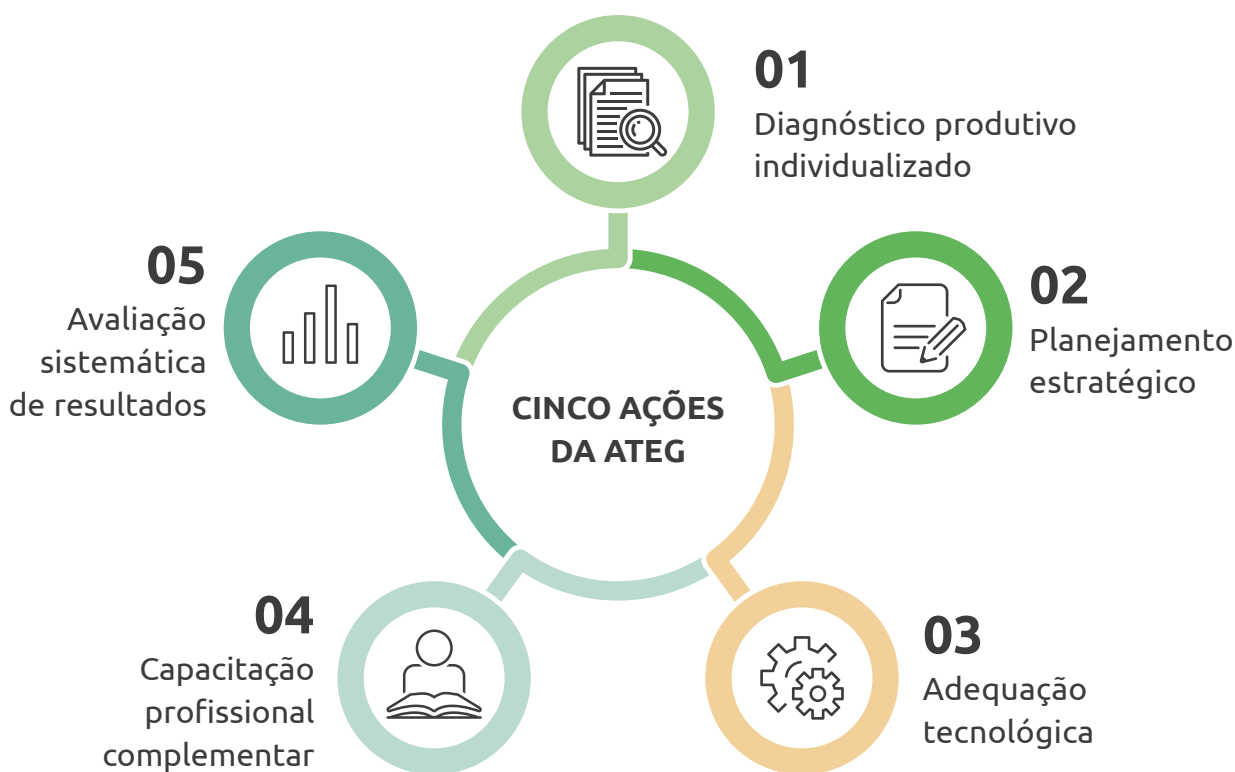 CINCO AÇÕES
DA ATEG
01
Diagnóstico produtivo
individualizado
02
Planejamento
estratégico
03
Adequação
tecnológica
04
Capacitação
profissional
complementar
05
Avaliação
sistemática
de resultados